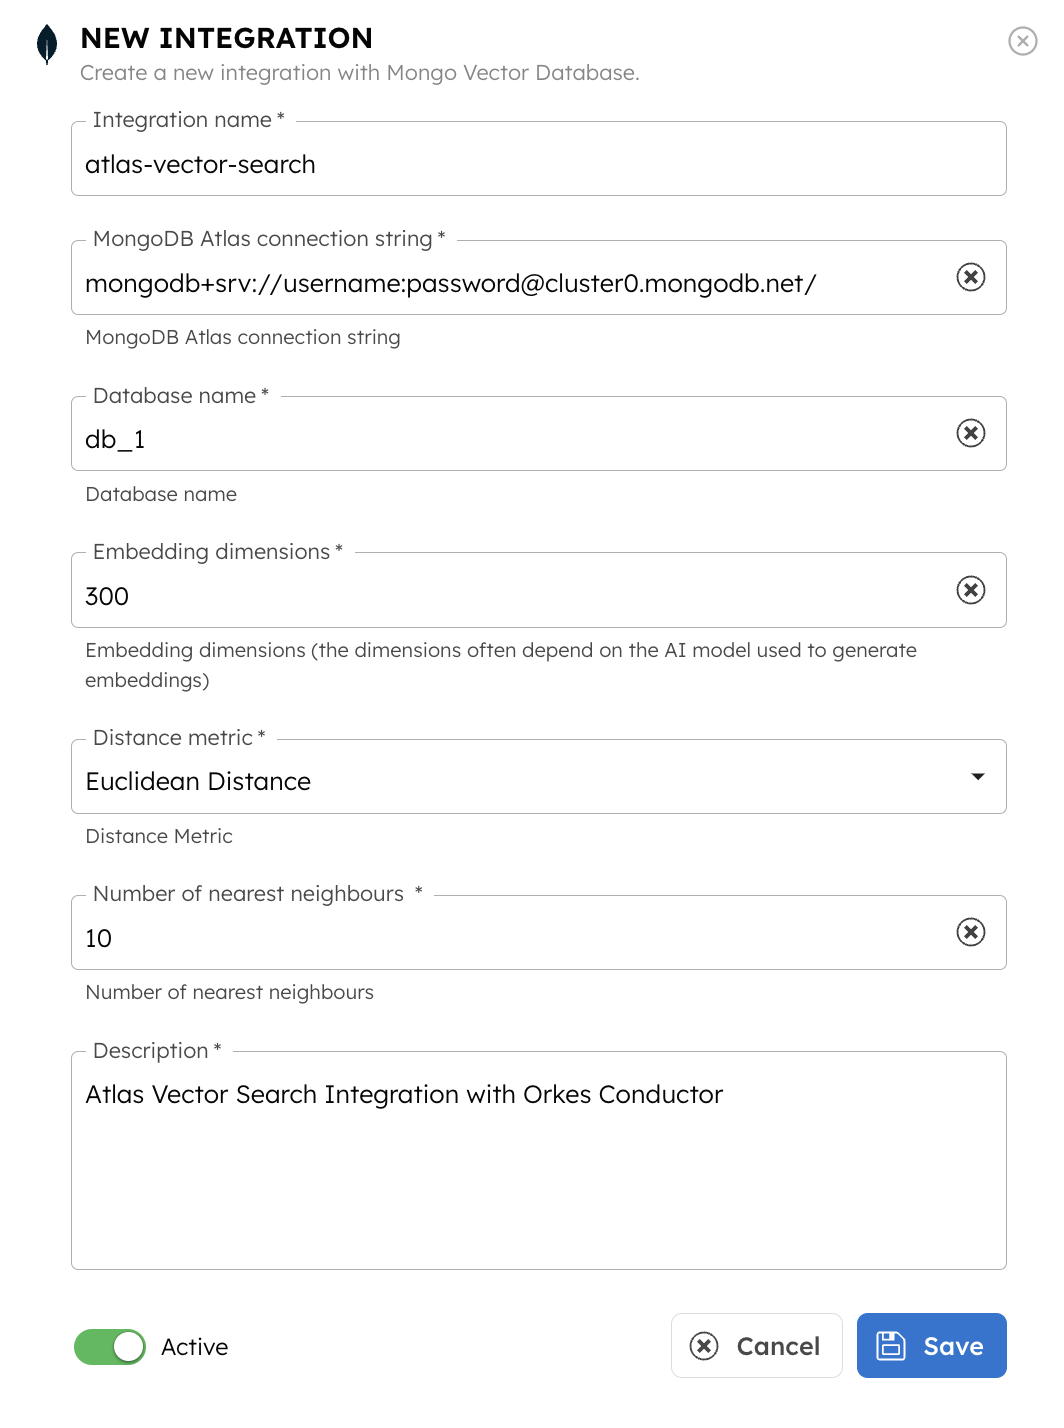 NEW INTEGRATION
Create a new integration with Mongo Vector Database.
Integration name *
atlas-vector-search
MongoDB Atlas connection string *
mongodb+srv://username:password@cluster0.mongodb.net/
MongoDB Atlas connection string
Database name *
db_1
Database name
Embedding dimensions *
300
Embedding dimensions (the dimensions often depend on the AI model used to generate
embeddings)
Distance metric *
Euclidean Distance
Distance Metric
Number of nearest neighbours *
10
Number of nearest neighbours
Description *
Atlas Vector Search Integration with Orkes Conductor
Active
Cancel
Save